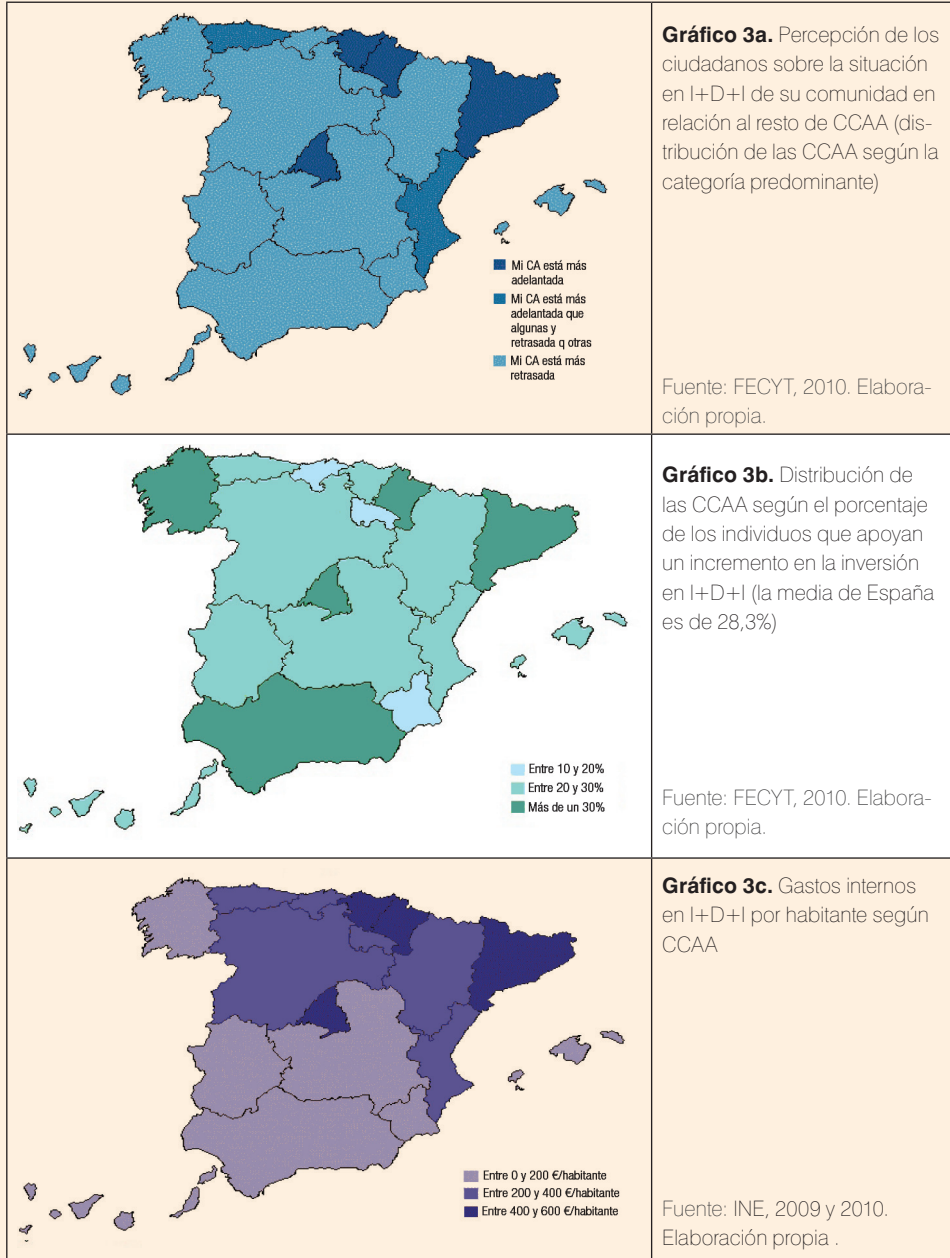 Gráfico 3a. Percepción de los
ciudadanos sobre la situación
en I+D+I de su comunidad en
relación al resto de CCAA (dis-
tribución de las CCAA según la
categoría predominante)
Mi CA está más
adelantada
Mi CA está más
adelantada que
algunas y
retrasada q otras
Mi CA está más
retrasada
Fuente: FECYT, 2010. Elabora-
ción propia.
Gráfico 3b. Distribución de
las CCAA según el porcentaje
de los individuos que apoyan
un incremento en la inversión
en I+D+I (la media de España
es de 28,3%)
Entre 10 y 20%
Entre 20 y 30%
Más de un 30%
Fuente: FECYT, 2010. Elabora-
ción propia.
Gráfico 3c. Gastos internos
en I+D+I por habitante según
CCAA
Entre 0 y 200 €/habitante
Entre 200 y 400 €/habitante
Entre 400 y 600 €/habitante
Fuente: INE, 2009 y 2010.
Elaboración propia .